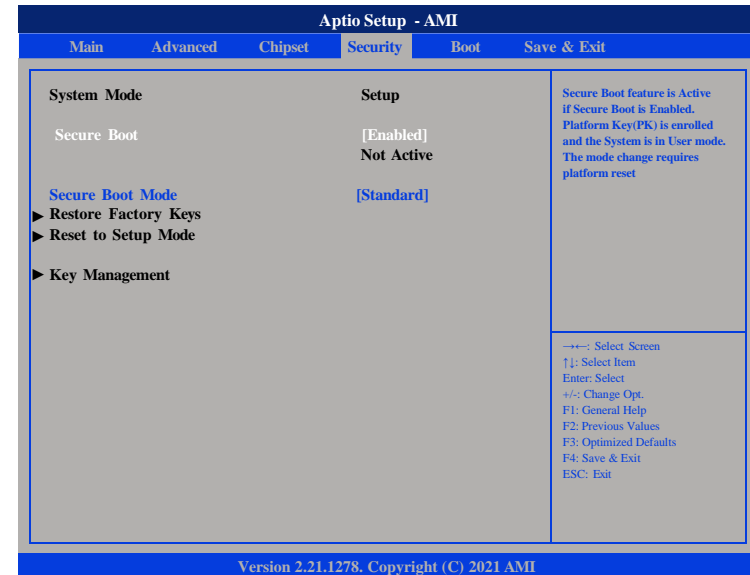 Aptio Setup - AMI
Main Advanced Chipset Security Boot Save & Exit
System Mode Setup
Secure Boot [Enabled]
Not Active
Secure Boot Mode [Standard]
▶ Restore Factory Keys
▶ Reset to Setup Mode
▶ Key Management
Secure Boot feature is Active
if Secure Boot is Enabled.
Platform Key(PK) is enrolled
and the System is in User mode.
The mode change requires
platform reset
→←: Select Screen
↑↓: Select Item
Enter: Select
+/-: Change Opt.
F1: General Help
F2: Previous Values
F3: Optimized Defaults
F4: Save & Exit
ESC: Exit
Version 2.21.1278. Copyright (C) 2021 AMI